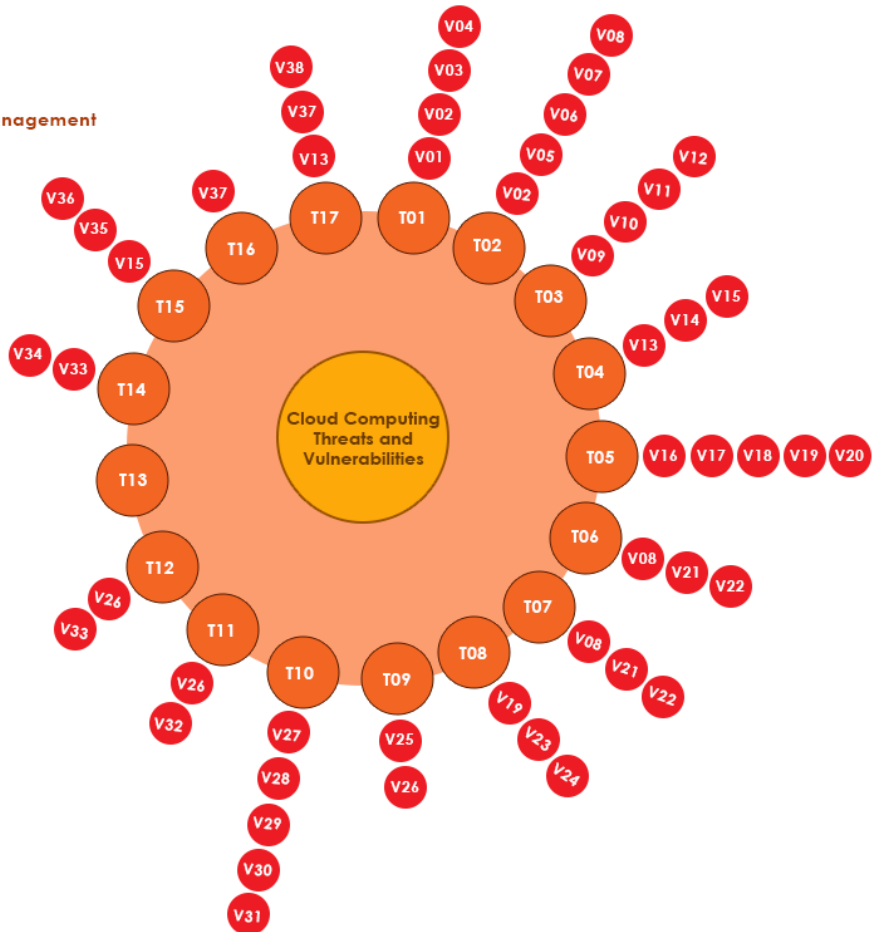 nagement
Cloud Computing
Threats and
Vulnerabilities
T01
V01
V02
V03
V04
T02
V02
V05
V06
V07
V08
T03
V09
V10
V11
V12
T04
V13
V14
V15
T05
V16
V17
V18
V19
V20
T06
V08
V21
V22
T07
V08
V21
V22
T08
V19
V23
V24
T09
V25
V26
T10
V27
V28
V29
V30
V31
T11
V26
V32
T12
V26
V33
T13
T14
V33
V34
T15
V15
V35
V36
T16
V37
T17
V13
V37
V38